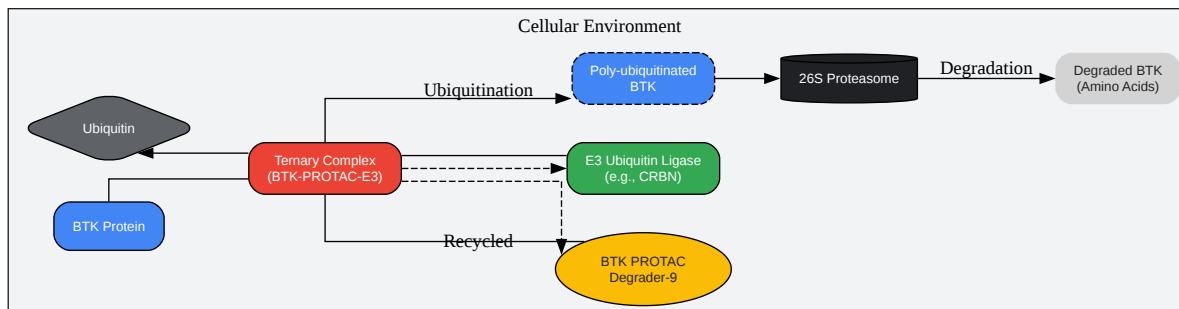 Cellular Environment
Poly-ubiquitinated
BTK
26S Proteasome
Degradation
Degraded BTK
(Amino Acids)
Ubiquitination
Ubiquitin
Ternary Complex
(BTK-PROTAC-E3)
E3 Ubiquitin Ligase
(e.g., CRBN)
BTK Protein
Recycled
BTK PROTAC
Degrader-9